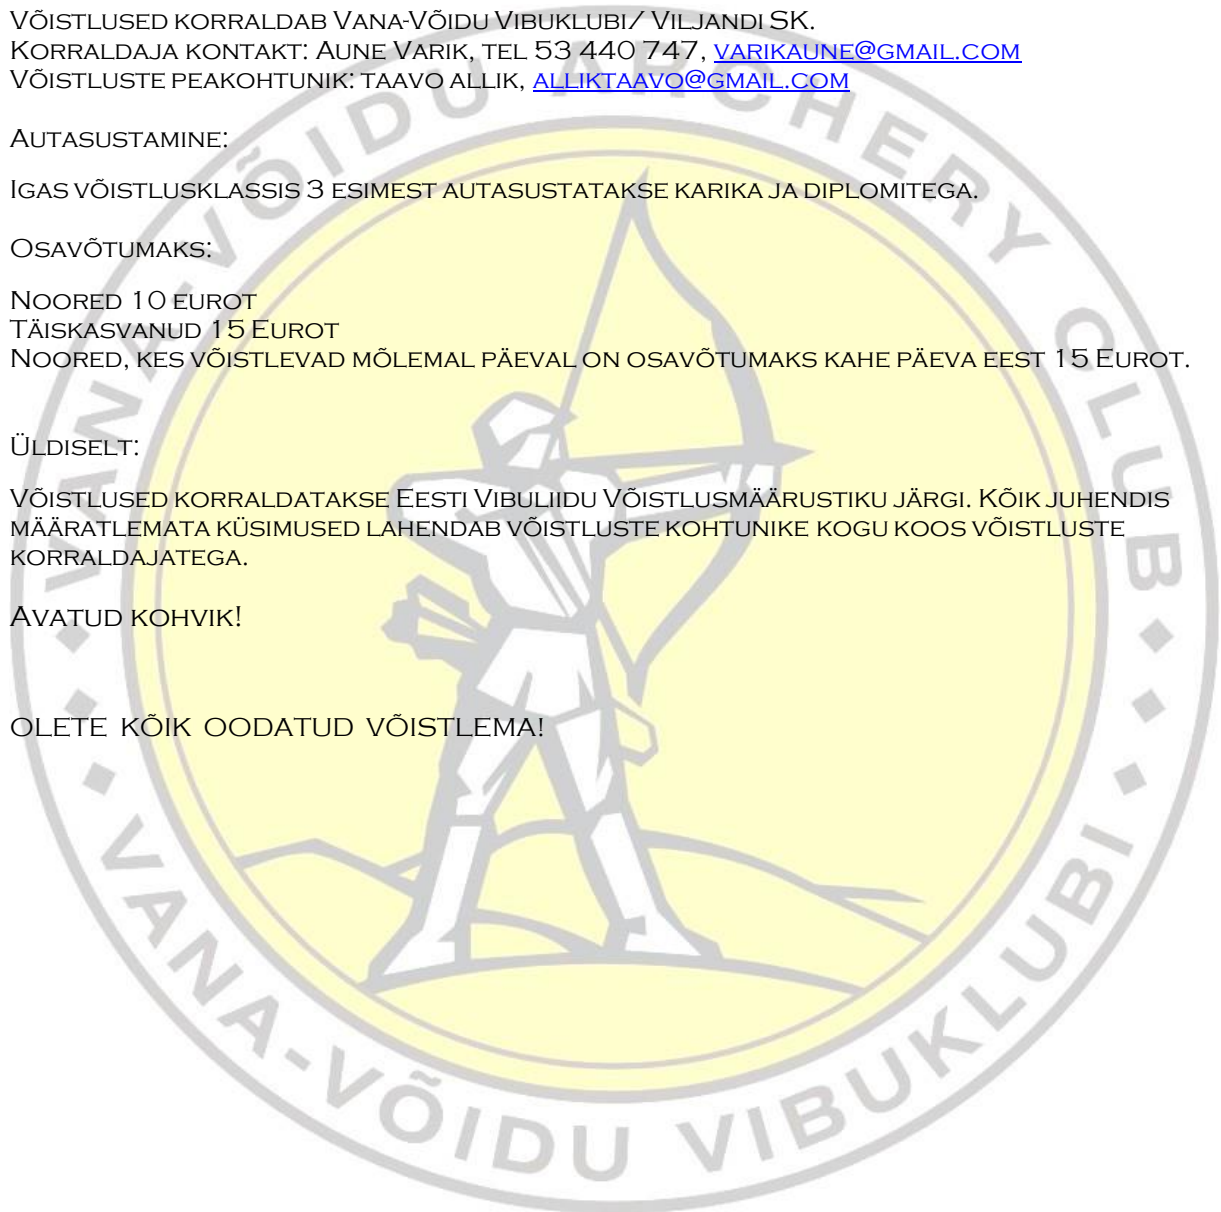 Võistlused korraldab Vana-Võidu Vibuklubi/ Viljandi SK.
Korraldaja kontakt: Aune Varik, tel 53 440 747, varikaune@gmail.com
Võistluste peakohtunik: taavo allik, alliktaavo@gmail.com
Autasustamine:
Igas võistlusklassis 3 esimest autasustatakse karika ja diplomitega.
Osavõtumaks:
Noored 10 eurot
Täiskasvanud 15 Eurot
Noored, kes võistlevad mõlemal päeval on osavõtumaks kahe päeva eest 15 Eurot.
Üldiselt:
Võistlused korraldatakse Eesti Vibuliidu Võistlusmäärustiku järgi. Kõik juhendis
määratlemata küsimused lahendab võistluste kohtunike kogu koos võistluste
korraldajatega.
Avatud kohvik!
OLETE KÕIK OODATUD VÕISTLEMA!
VANA-VÕIDU ARCHERY CLUB
VANA-VÕIDU VIBUKLUBI